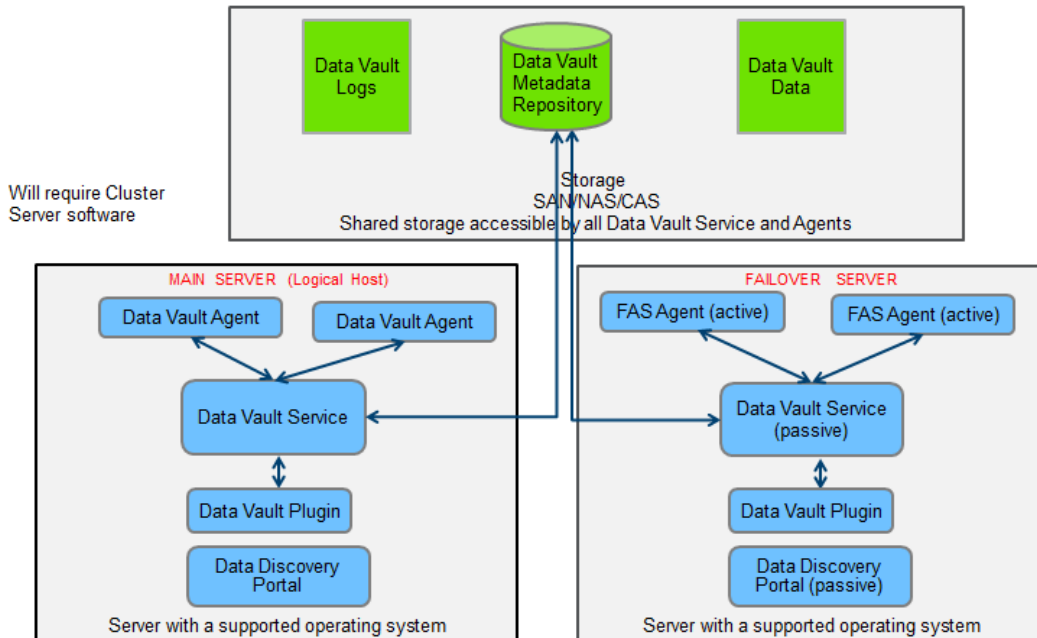 Data Vault
Logs
Data Vault
Metadata
Repository
Data Vault
Data
Will require Cluster
Server software
Storage
SAN/NAS/CAS
Shared storage accessible by all Data Vault Service and Agents
MAIN SERVER (Logical Host)
Data Vault Agent
Data Vault Agent
Data Vault Service
Data Vault Plugin
Data Discovery
Portal
Server with a supported operating system
FAILOVER SERVER
FAS Agent (active)
FAS Agent (active)
Data Vault Service
(passive)
Data Vault Plugin
Data Discovery
Portal (passive)
Server with a supported operating system